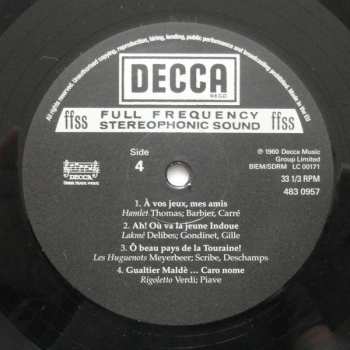 All rights reserved. Unauthorised copying, reproduction, hiring, lending, public performance and broadcasting prohibited. Made in the EU
DECCA
ffss FULL FREQUENCY ffss
STEREOPHONIC SOUND
Side
4
℗ 1960 Decca Music
Group Limited
BIEM/SDRM LC 00171
33 1/3 RPM
483 0957
DECCA
1. À vos jeux, mes amis
Hamlet Thomas; Barbier, Carré
2. Ah! Où va la jeune Indoue
Lakmé Delibes; Gondinet, Gille
3. Ô beau pays de la Touraine!
Les Huguenots Meyerbeer; Scribe, Deschamps
4. Gualtier Maldè ... Caro nome
Rigoletto Verdi; Piave